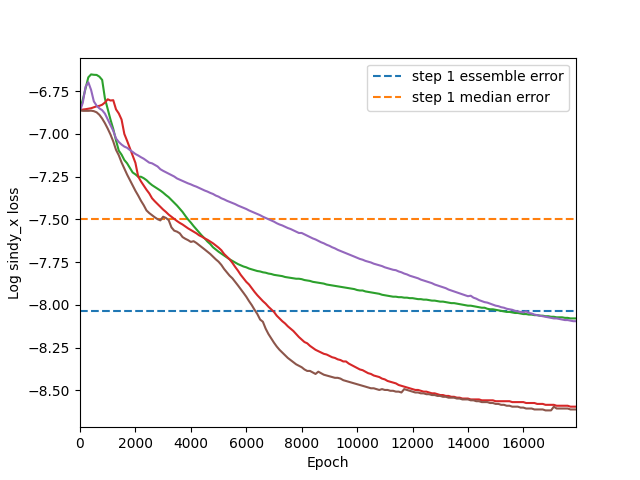 step 1 essemble error
step 1 median error
−6.75
−7.00
−7.25
−7.50
−7.75
−8.00
−8.25
−8.50
Log sindy_x loss
0 2000 4000 6000 8000 10000 12000 14000 16000
Epoch